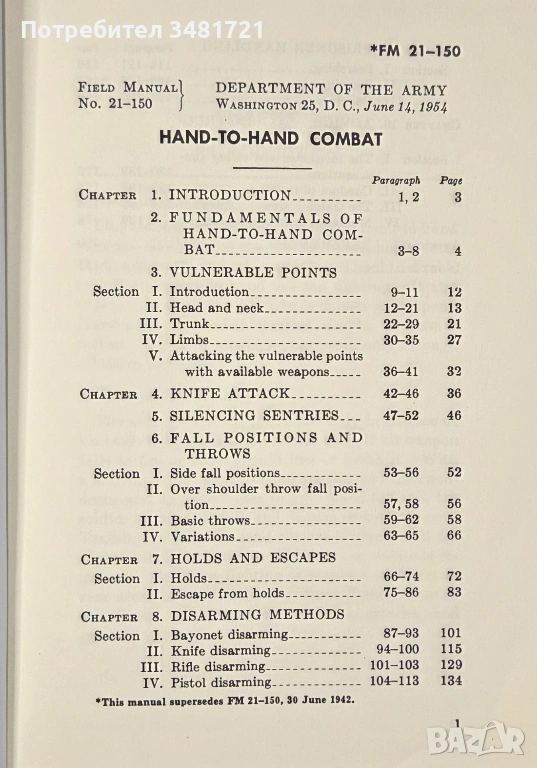 Потребител 3481721
*FM 21–150
FIELD MANUAL
No. 21–150
DEPARTMENT OF THE ARMY
WASHINGTON 25, D. C., June 14, 1954
HAND-TO-HAND COMBAT
Paragraph Page
CHAPTER 1. INTRODUCTION 1, 2 3
2. FUNDAMENTALS OF
HAND-TO-HAND COM-
BAT 3–8 4
3. VULNERABLE POINTS
Section I. Introduction 9–11 12
II. Head and neck 12–21 13
III. Trunk 22–29 21
IV. Limbs 30–35 27
V. Attacking the vulnerable points
with available weapons 36–41 32
CHAPTER 4. KNIFE ATTACK 42–46 36
5. SILENCING SENTRIES 47–52 46
6. FALL POSITIONS AND
THROWS
Section I. Side fall positions 53–56 52
II. Over shoulder throw fall posi-
tion 57, 58 56
III. Basic throws 59–62 58
IV. Variations 63–65 66
CHAPTER 7. HOLDS AND ESCAPES
Section I. Holds 66–74 72
II. Escape from holds 75–86 83
CHAPTER 8. DISARMING METHODS
Section I. Bayonet disarming 87–93 101
II. Knife disarming 94–100 115
III. Rifle disarming 101–103 129
IV. Pistol disarming 104–113 134
*This manual supersedes FM 21–150, 30 June 1942.
1
BAZAR